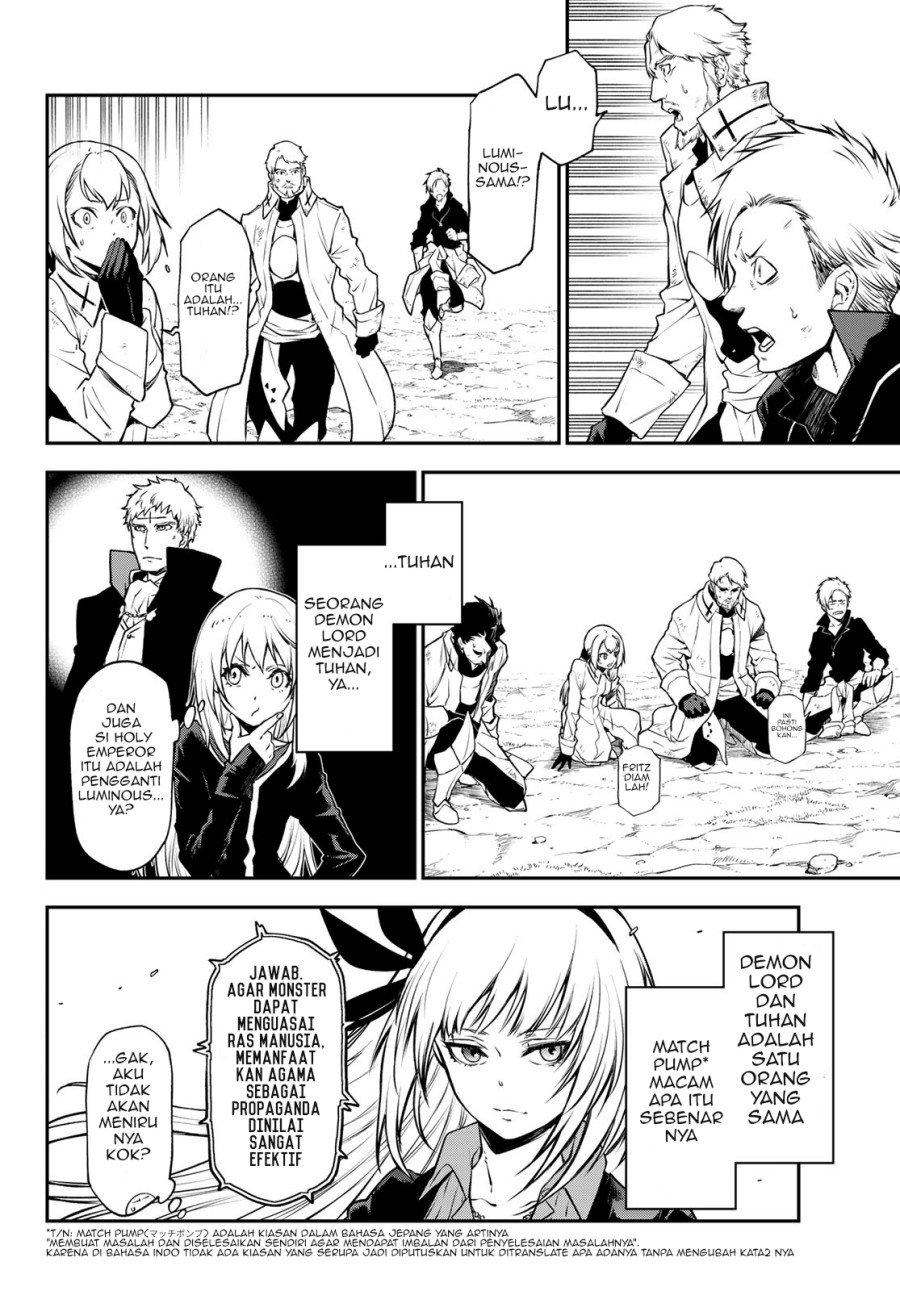 LU...
LUMI-
NOUS-
SAMA!?
ORANG
ITU
ADALAH...
TUHAN!?
...TUHAN
SEORANG
DEMON
LORD
MENJADI
TUHAN,
YA...
DAN
JUGA
SI HOLY
EMPEROR
ITU ADALAH
PENGGANTI
LUMINOUS...
YA?
INI
PASTI
BOHONG
KAN...
FRITZ
DIAM
LAH!
DEMON
LORD
DAN
TUHAN
ADALAH
SATU
ORANG
YANG
SAMA
MATCH
PUMP*
MACAM
APA ITU
SEBENAR
NYA
JAWAB.
AGAR MONSTER
DAPAT
MENGUASAI
RAS MANUSIA,
MEMANFAAT
KAN AGAMA
SEBAGAI
PROPAGANDA
DINILAI
SANGAT
EFEKTIF
...GAK,
AKU
TIDAK
AKAN
MENIRU
NYA
KOK?
*T/N: MATCH PUMP(マッチポンプ) ADALAH KIASAN DALAM BAHASA JEPANG YANG ARTINYA
"MEMBUAT MASALAH DAN DISELESAIKAN SENDIRI AGAR MENDAPAT IMBALAN DARI PENYELESAIAN MASALAHNYA".
KARENA DI BAHASA INDO TIDAK ADA KIASAN YANG SERUPA JADI DIPUTUSKAN UNTUK DITRANSLATE APA ADANYA TANPA MENGUBAH KATA2 NYA